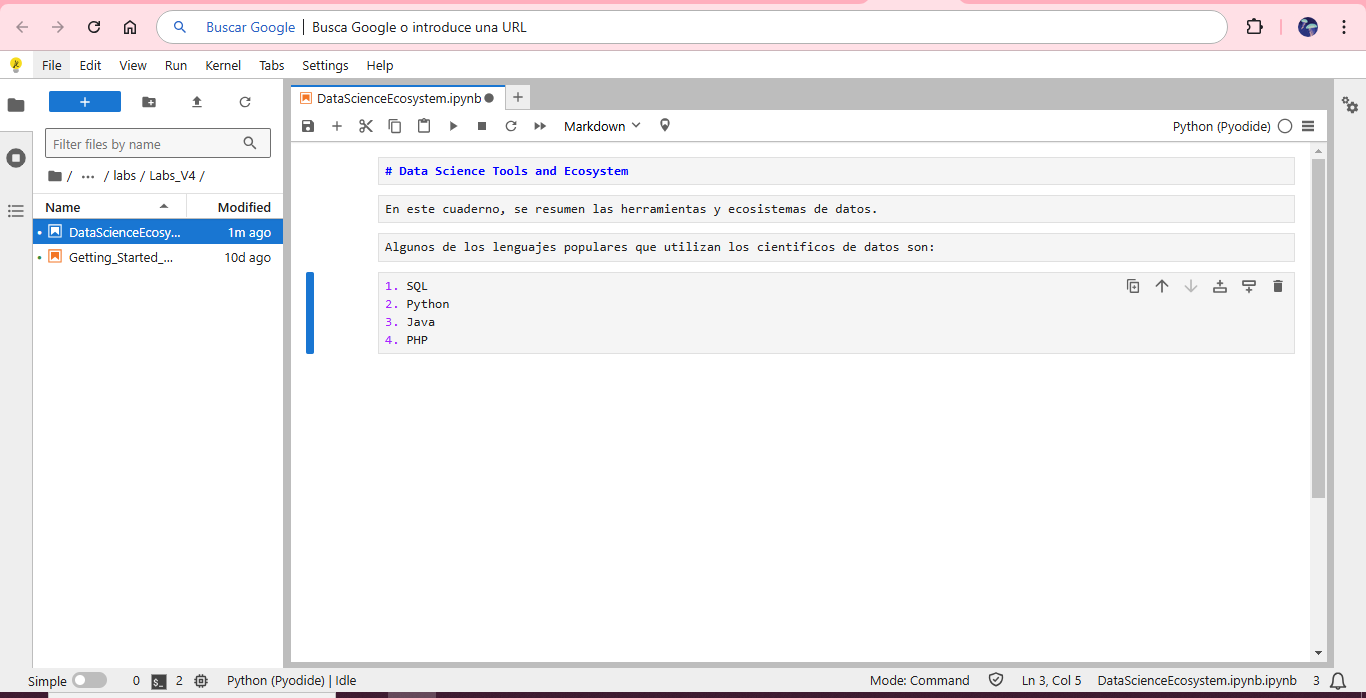 Buscar Google | Busca Google o introduce una URL
File Edit View Run Kernel Tabs Settings Help
+
Filter files by name
/ ··· / labs / Labs_V4 /
Name Modified
DataScienceEcosy... 1m ago
Getting_Started_... 10d ago
DataScienceEcosystem.ipynb
+
Markdown
Python (Pyodide)
# Data Science Tools and Ecosystem
En este cuaderno, se resumen las herramientas y ecosistemas de datos.
Algunos de los lenguajes populares que utilizan los cientificos de datos son:
1. SQL
2. Python
3. Java
4. PHP
Simple 0 $_ 2 Python (Pyodide) | Idle Mode: Command Ln 3, Col 5 DataScienceEcosystem.ipynb.ipynb 3